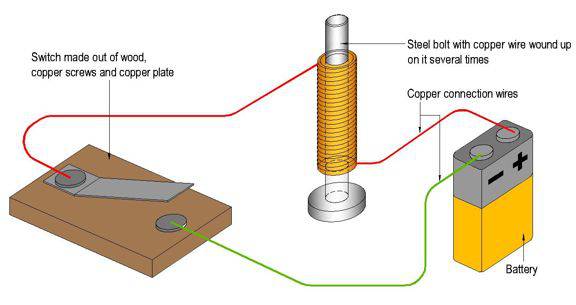 Switch made out of wood,
copper screws and copper plate
Steel bolt with copper wire wound up
on it several times
Copper connection wires
- +
Battery